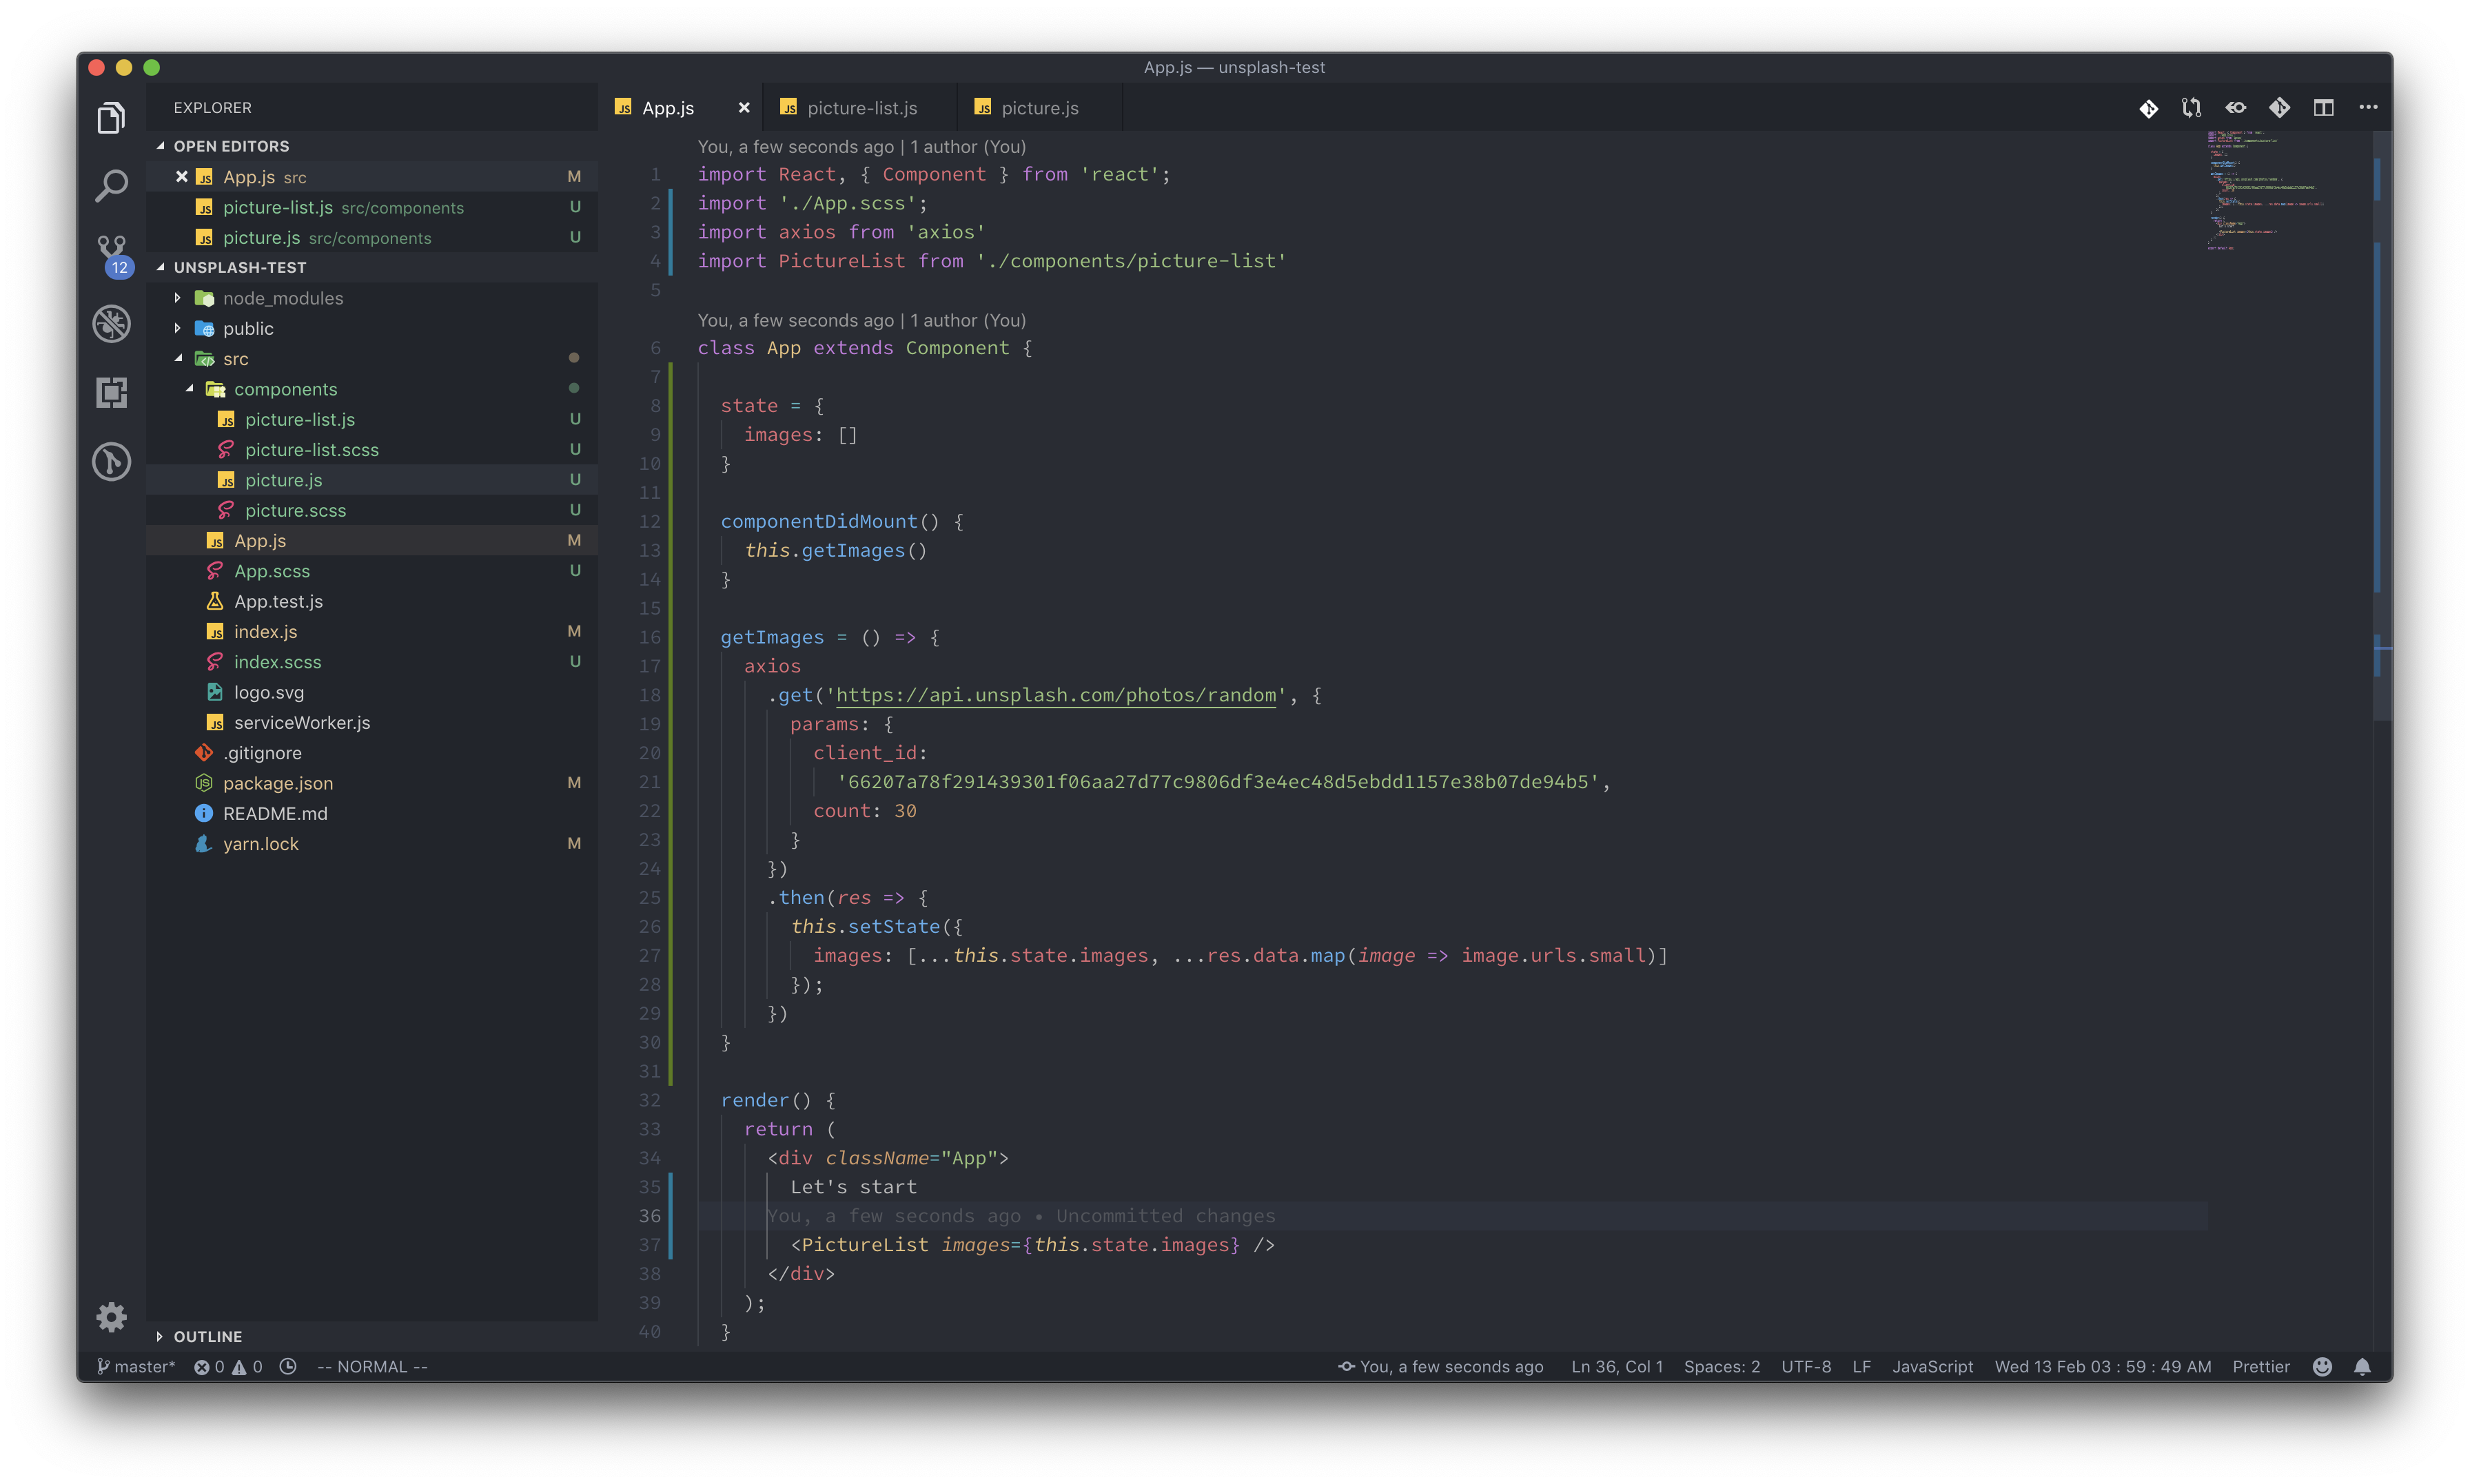 App.js — unsplash-test
EXPLORER
OPEN EDITORS
App.js src M
picture-list.js src/components U
picture.js src/components U
12
UNSPLASH-TEST
node_modules
public
src
components
picture-list.js U
picture-list.scss U
picture.js U
picture.scss U
App.js M
App.scss U
App.test.js
index.js M
index.scss U
logo.svg
serviceWorker.js
.gitignore
package.json M
README.md
yarn.lock M
OUTLINE
App.js picture-list.js picture.js
You, a few seconds ago | 1 author (You)
1 import React, { Component } from 'react';
2 import './App.scss';
3 import axios from 'axios'
4 import PictureList from './components/picture-list'
5
You, a few seconds ago | 1 author (You)
6 class App extends Component {
7
8 state = {
9 images: []
10 }
11
12 componentDidMount() {
13 this.getImages()
14 }
15
16 getImages = () => {
17 axios
18 .get('https://api.unsplash.com/photos/random', {
19 params: {
20 client_id:
21 '66207a78f291439301f06aa27d77c9806df3e4ec48d5ebdd1157e38b07de94b5',
22 count: 30
23 }
24 })
25 .then(res => {
26 this.setState({
27 images: [...this.state.images, ...res.data.map(image => image.urls.small)]
28 });
29 })
30 }
31
32 render() {
33 return (
34 <div className="App">
35 Let's start
36 You, a few seconds ago • Uncommitted changes
37 <PictureList images={this.state.images} />
38 </div>
39 );
40 }
master* 0 0 -- NORMAL -- You, a few seconds ago Ln 36, Col 1 Spaces: 2 UTF-8 LF JavaScript Wed 13 Feb 03 : 59 : 49 AM Prettier